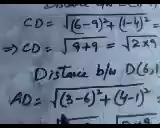 CD = √(6-9)² + (1-4)² =
⇒ CD = √9+9 = √2×9
Distance b/w D(6,1
AD = √(3-6)² + (4-1)² =